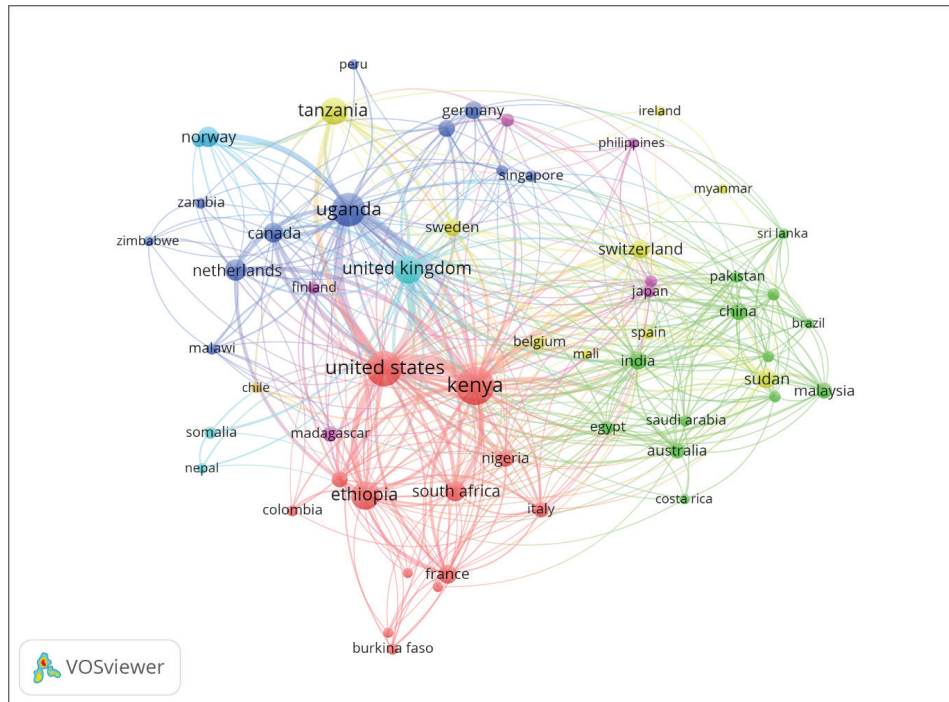 peru
tanzania
germany
ireland
norway
philippines
singapore
myanmar
zambia
uganda
sweden
sri lanka
canada
zimbabwe
switzerland
netherlands
united kingdom
pakistan
finland
japan
china
brazil
spain
malawi
belgium
mali
india
united states
kenya
sudan
chile
malaysia
somalia
madagascar
egypt
saudi arabia
nepal
nigeria
australia
ethiopia
south africa
costa rica
colombia
italy
france
burkina faso
VOSviewer